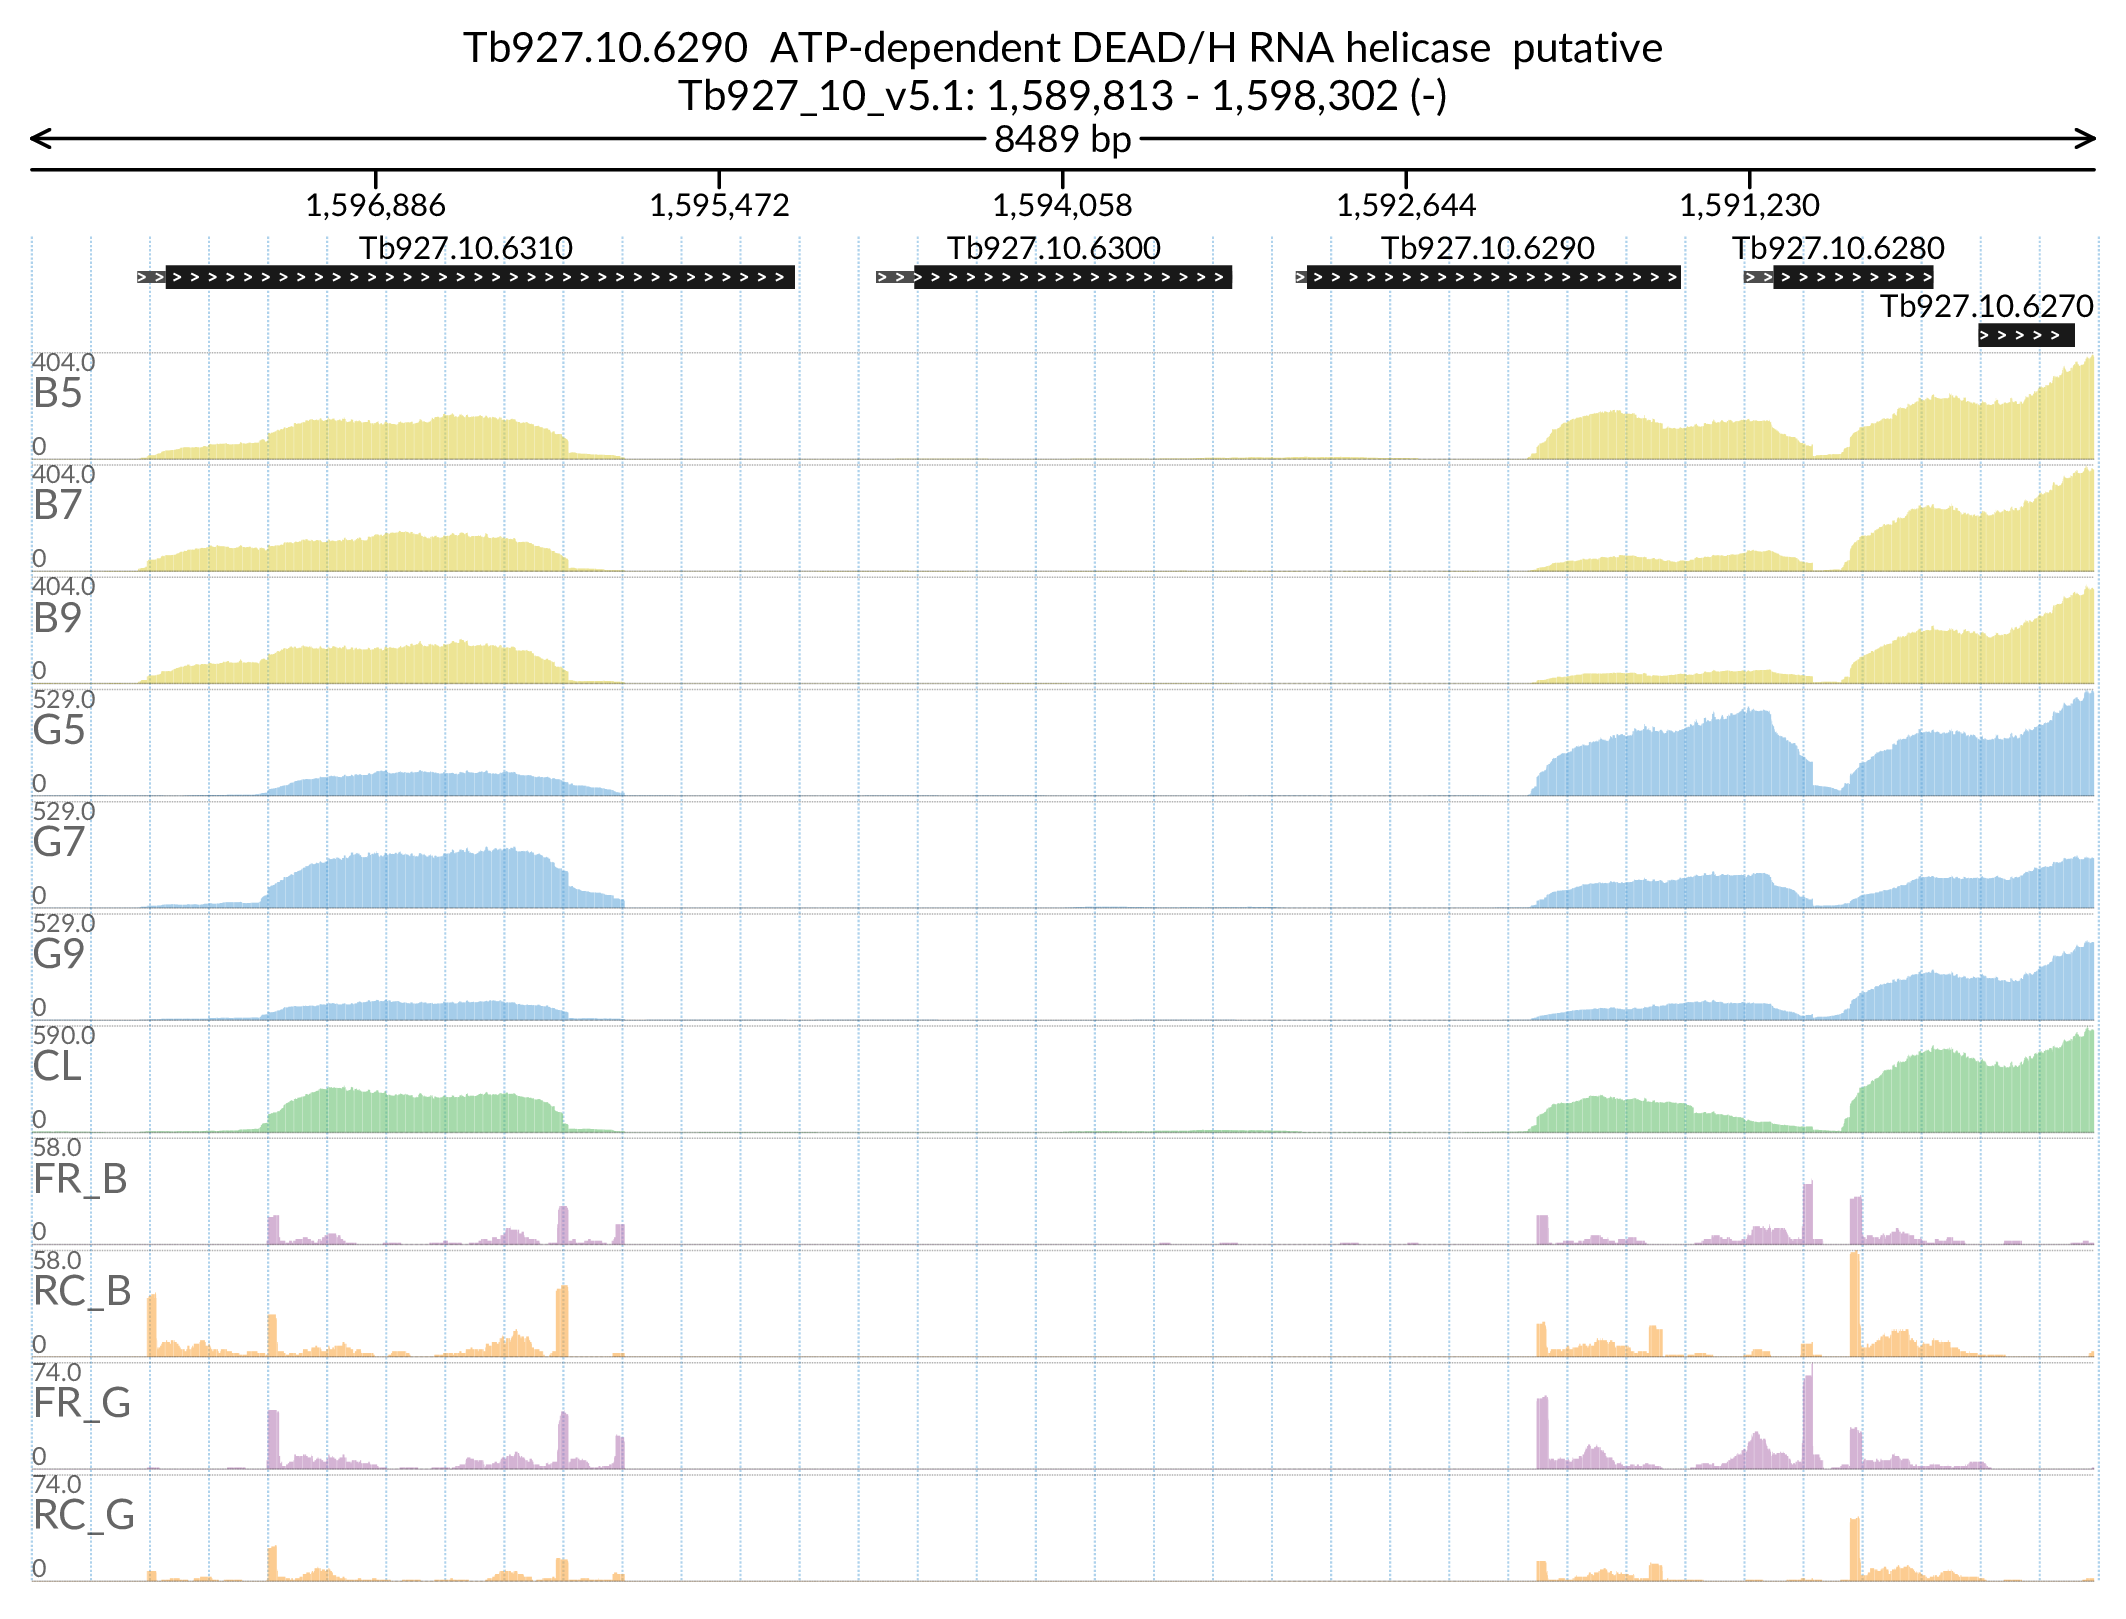 Tb927.10.6290  ATP-dependent DEAD/H RNA helicase  putative
Tb927_10_v5.1: 1,589,813 - 1,598,302 (-)
8489 bp
1,596,886 1,595,472 1,594,058 1,592,644 1,591,230
Tb927.10.6310 Tb927.10.6300 Tb927.10.6290 Tb927.10.6280
Tb927.10.6270
404.0
B5
0
404.0
B7
0
404.0
B9
0
529.0
G5
0
529.0
G7
0
529.0
G9
0
590.0
CL
0
58.0
FR_B
0
58.0
RC_B
0
74.0
FR_G
0
74.0
RC_G
0